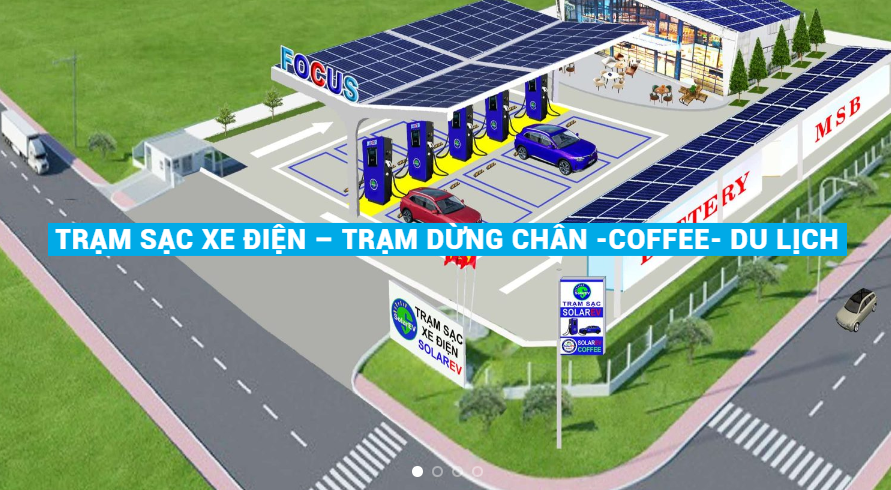 FOCUS
MSB
TRẠM SẠC XE ĐIỆN – TRẠM DỪNG CHÂN -COFFEE- DU LỊCH
TRẠM SẠC
XE ĐIỆN
SOLAREV
TRẠM SẠC
SOLAREV
SOLAREV
COFFEE